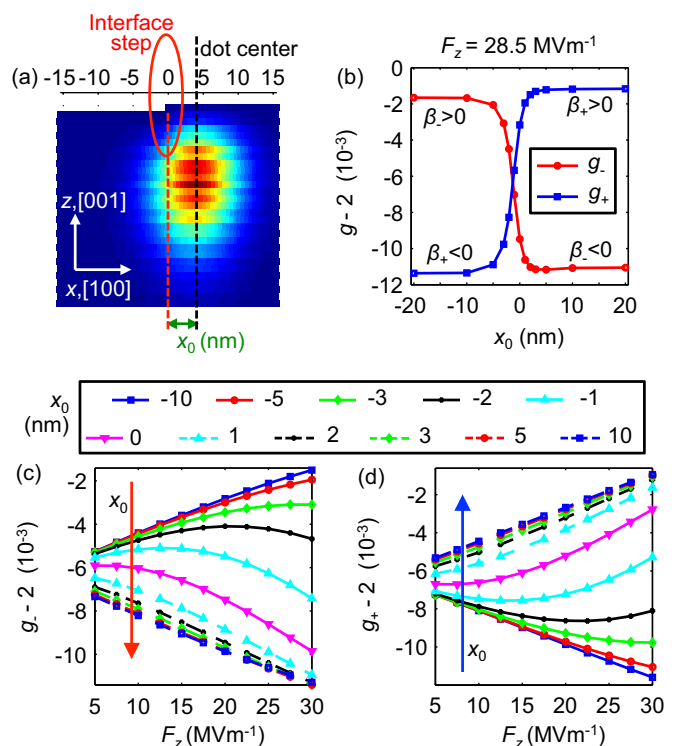 Interface
step
dot center
(a)
-15 -10 -5 0 5 10 15
z,[001]
x,[100]
x₀ (nm)
F_z = 28.5 MVm⁻¹
(b)
0
-2
-4
-6
-8
-10
-12
g - 2 (10⁻³)
β₋>0
β₊>0
g₋
g₊
β₊<0
β₋<0
-20 -10 0 10 20
x₀ (nm)
x₀
(nm)
-10 -5 -3 -2 -1
0 1 2 3 5 10
(c)
-2
-4
-6
-8
-10
g₋- 2 (10⁻³)
x₀
5 10 15 20 25 30
F_z (MVm⁻¹)
(d)
-2
-4
-6
-8
-10
g₊- 2 (10⁻³)
x₀
5 10 15 20 25 30
F_z (MVm⁻¹)